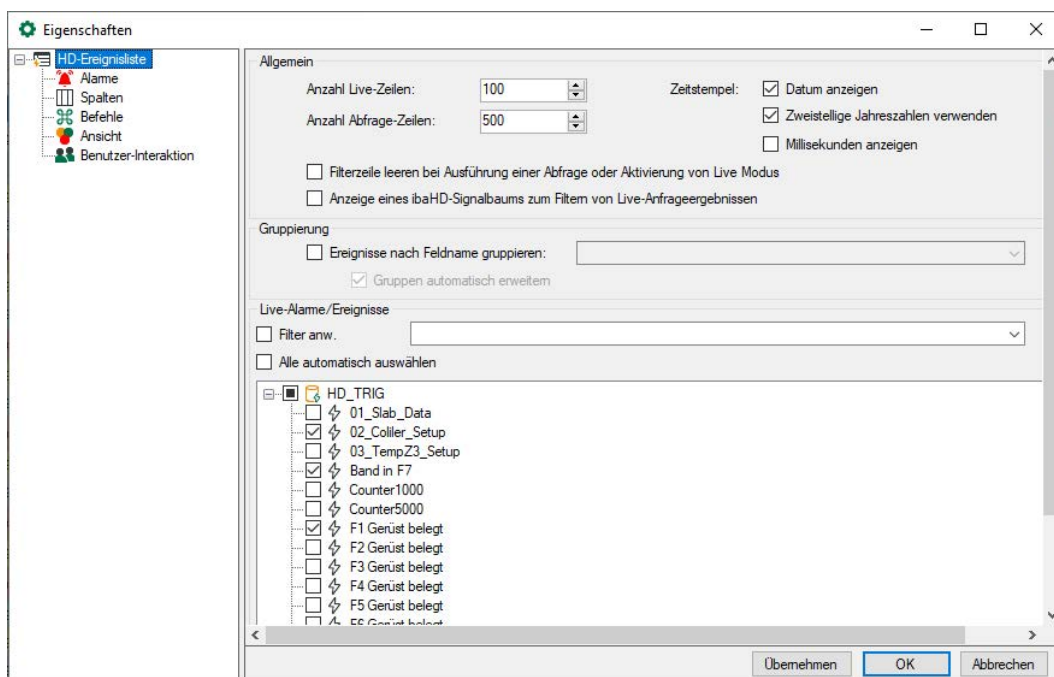 Eigenschaften
HD-Ereignisliste
Alarme
Spalten
Befehle
Ansicht
Benutzer-Interaktion
Allgemein
Anzahl Live-Zeilen: 100
Zeitstempel: Datum anzeigen
Anzahl Abfrage-Zeilen: 500
Zweistellige Jahreszahlen verwenden
Millisekunden anzeigen
Filterzeile leeren bei Ausführung einer Abfrage oder Aktivierung von Live Modus
Anzeige eines ibaHD-Signalbaums zum Filtern von Live-Anfrageergebnissen
Gruppierung
Ereignisse nach Feldname gruppieren:
Gruppen automatisch erweitern
Live-Alarme/Ereignisse
Filter anw.
Alle automatisch auswählen
HD_TRIG
01_Slab_Data
02_Coliler_Setup
03_TempZ3_Setup
Band in F7
Counter1000
Counter5000
F1 Gerüst belegt
F2 Gerüst belegt
F3 Gerüst belegt
F4 Gerüst belegt
F5 Gerüst belegt
F6 Gerüst belegt
Übernehmen
OK
Abbrechen